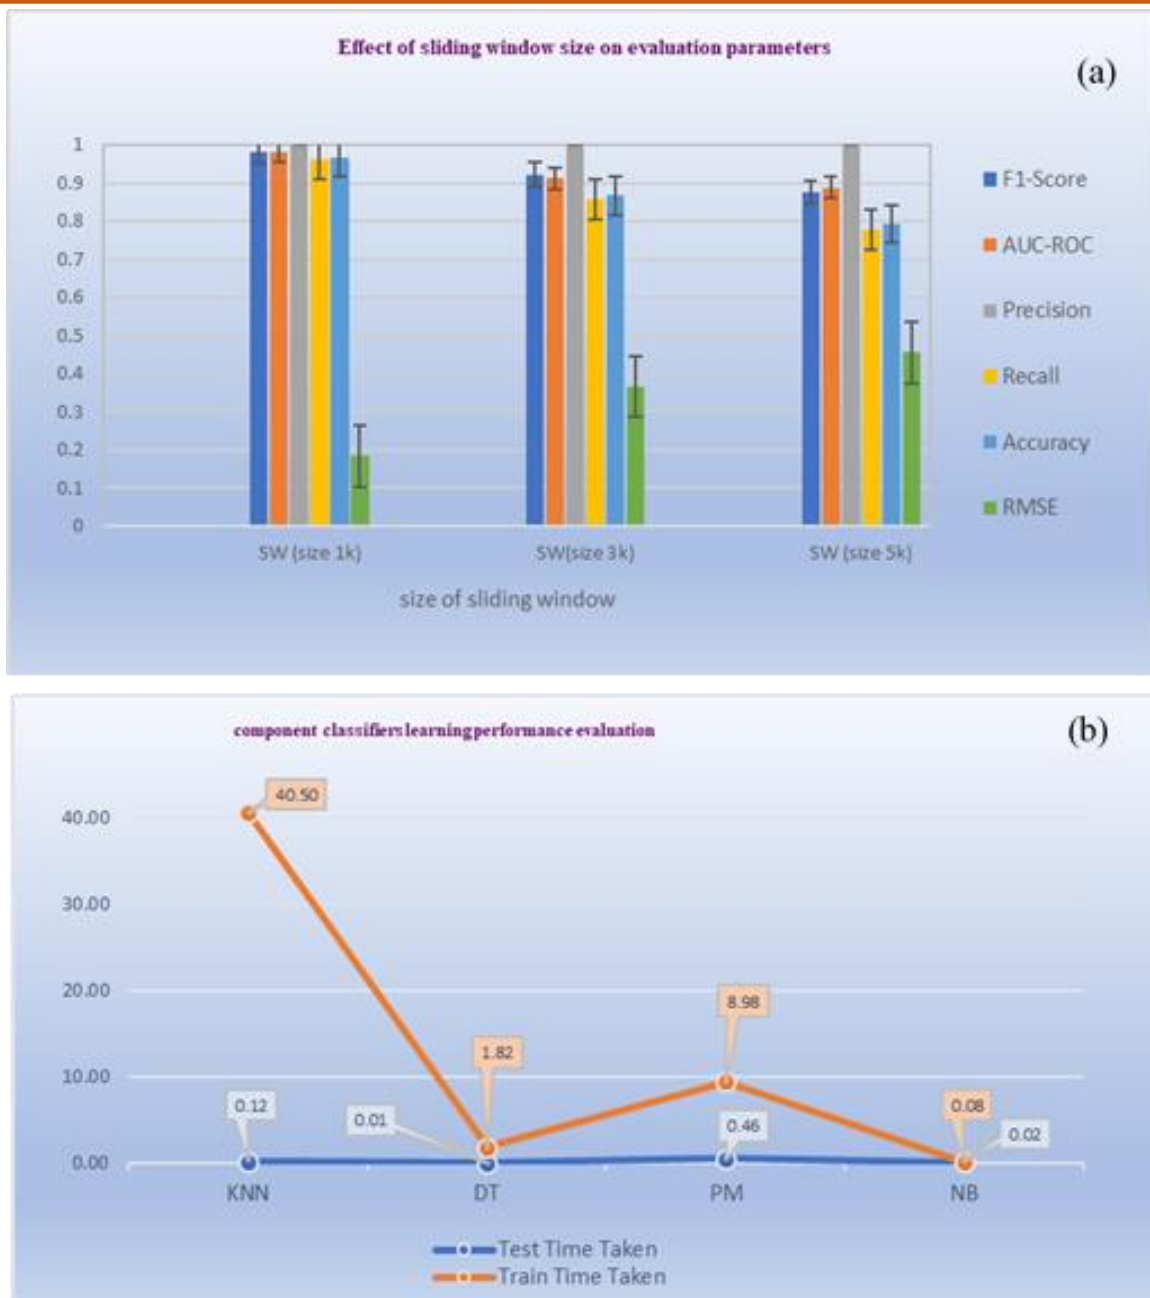 Effect of sliding window size on evaluation parameters
(a)
1
0.9
0.8
0.7
0.6
0.5
0.4
0.3
0.2
0.1
0
F1-Score
AUC-ROC
Precision
Recall
Accuracy
RMSE
SW (size 1k)
SW(size 3k)
SW (size 5k)
size of sliding window
component classifiers learning performance evaluation
(b)
40.00
30.00
20.00
10.00
0.00
40.50
1.82
8.98
0.08
0.12
0.01
0.46
0.02
KNN
DT
PM
NB
Test Time Taken
Train Time Taken